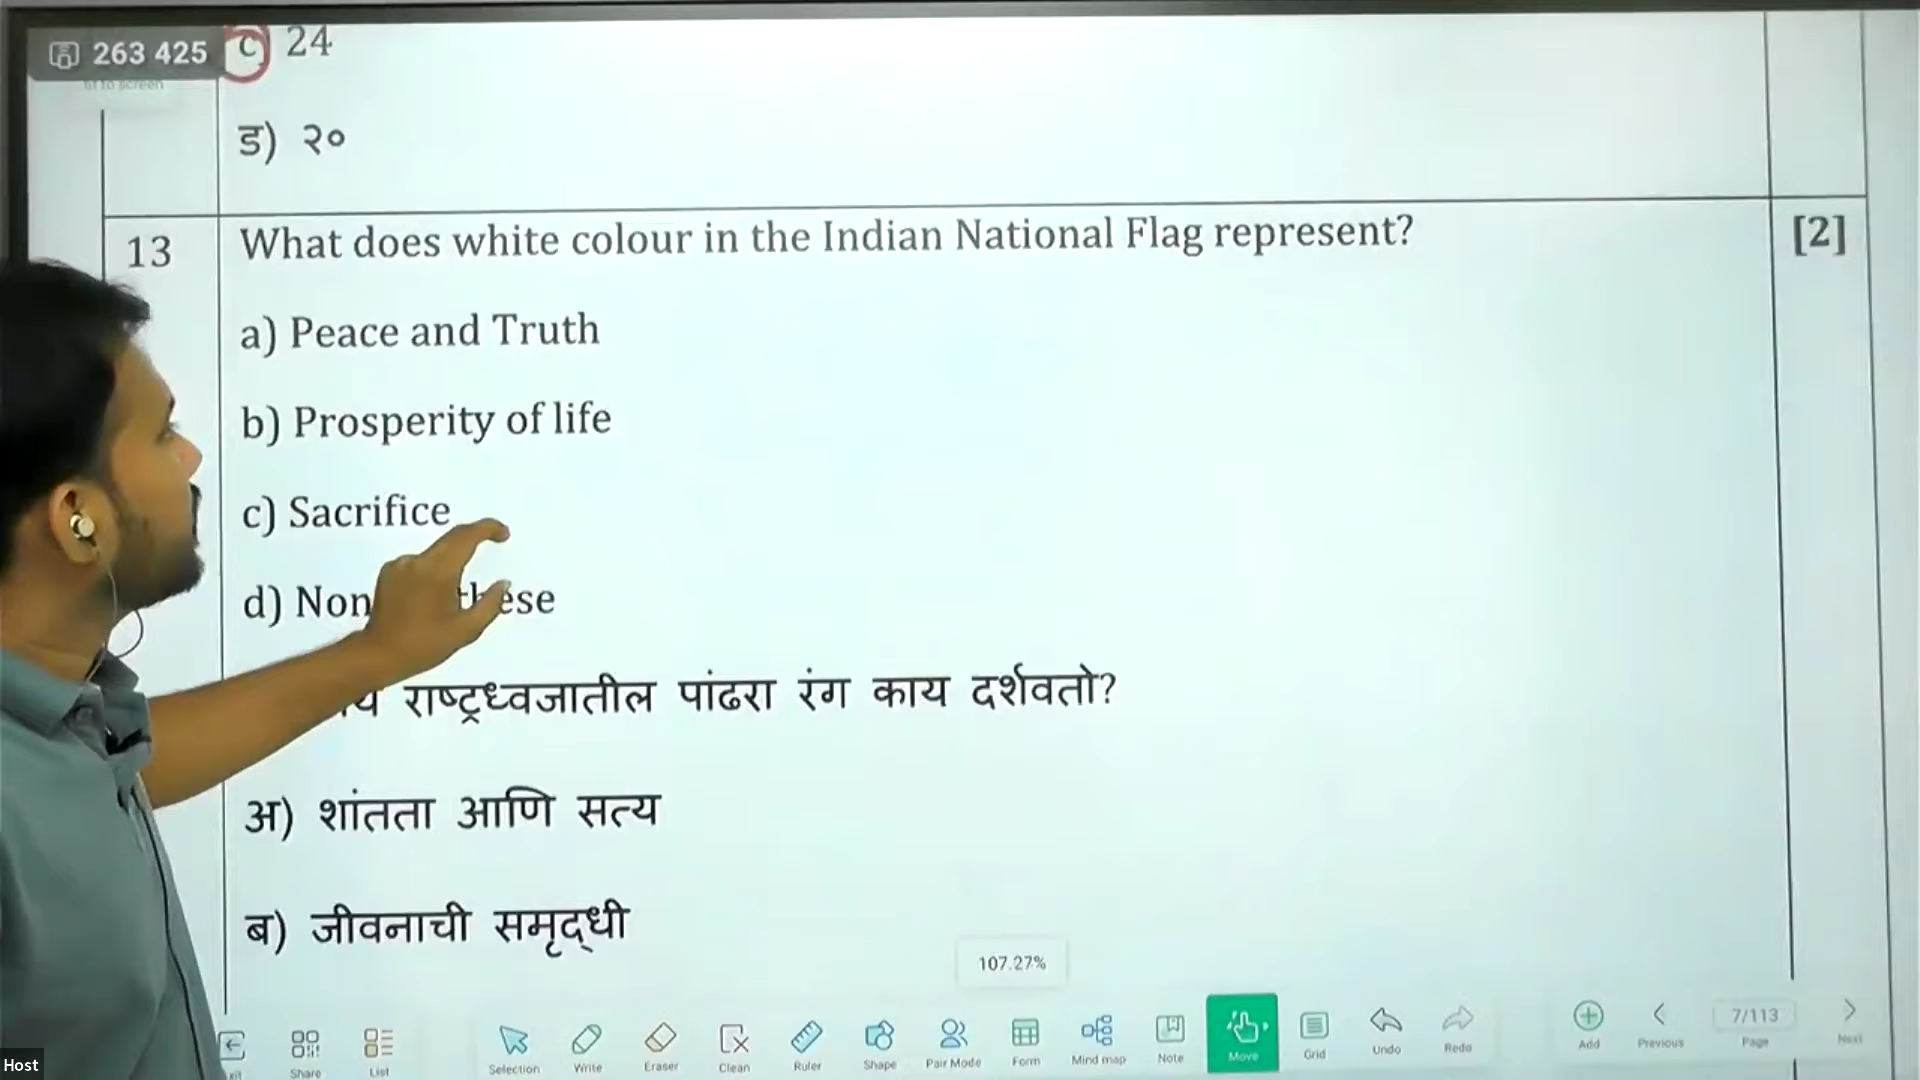 263 425
C) 24
ड) २०
13 What does white colour in the Indian National Flag represent? [2]
a) Peace and Truth
b) Prosperity of life
c) Sacrifice
d) these
राष्ट्रध्वजातील पांढरा रंग काय दर्शवतो?
अ) शांतता आणि सत्य
ब) जीवनाची समृद्धी
107.27%
Share List Selection Write Eraser Clean Ruler Shape Pair Mode Form Mind map Note Move Grid Undo Redo Add Previous 7/113 Page Next
Host